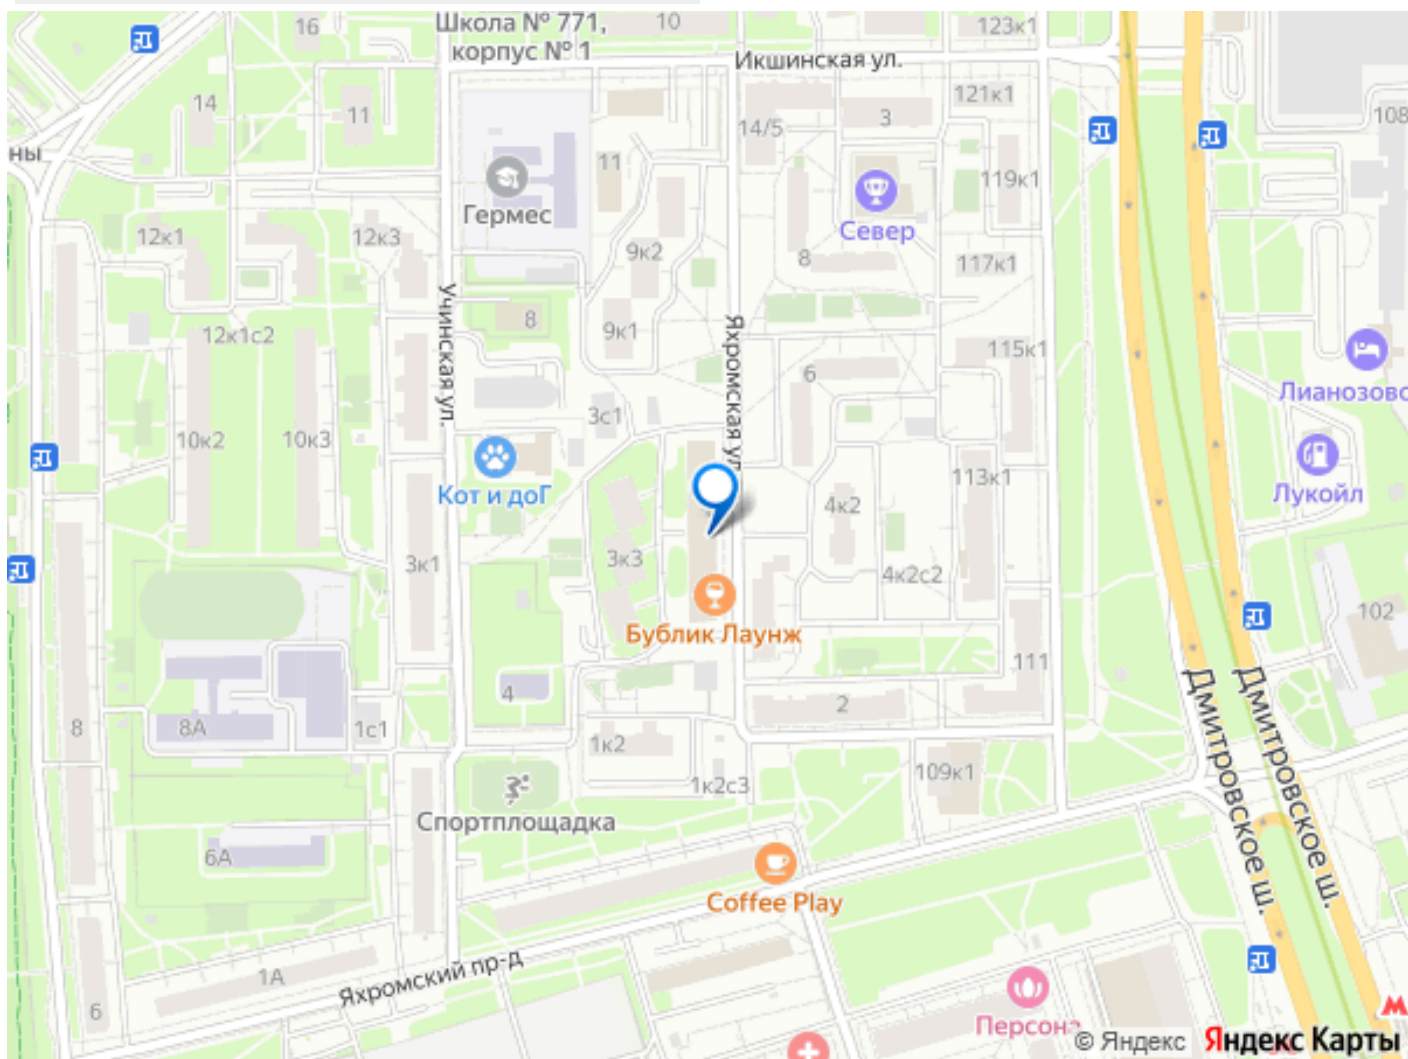 Школа № 771,
корпус № 1
10
16
123к1
Икшинская ул.
14
11
121к1
108
3
14/5
ны
11
119к1
Гермес
Север
12к1
12к3
9к2
8
117к1
Учинская ул.
8
9к1
12к1с2
Яхромская ул.
115к1
6
Лианозовс
3с1
10к2
10к3
113к1
Кот и доГ
4к2
Лукойл
3к3
3к1
4к2с2
102
Бублик Лаунж
111
4
2
8
8А
1с1
1к2
Дмитровское ш.
Дмитровское ш.
109к1
1к2с3
Спортплощадка
6А
Coffee Play
1А
Яхромский пр-д
6
Персона
© Яндекс
Яндекс Карты